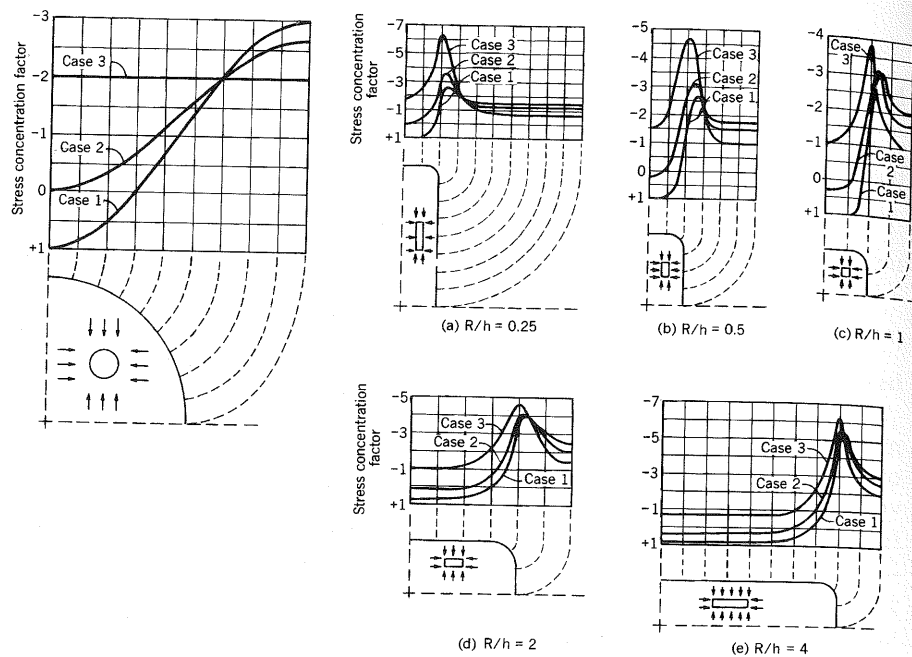 Stress concentration factor
−3
−2
−1
0
+1
Case 3
Case 2
Case 1
Stress concentration
factor
−7
−5
−3
−1
+1
Case 3
Case 2
Case 1
(a) R/h = 0.25
−5
−4
−3
−2
−1
0
+1
Case 3
Case 2
Case 1
(b) R/h = 0.5
−4
−3
−2
−1
0
+1
Case
3
Case
2
Case
1
(c) R/h = 1
Stress concentration
factor
−5
−3
−1
+1
Case 3
Case 2
Case 1
(d) R/h = 2
−7
−5
−3
−1
+1
Case 3
Case 2
Case 1
(e) R/h = 4